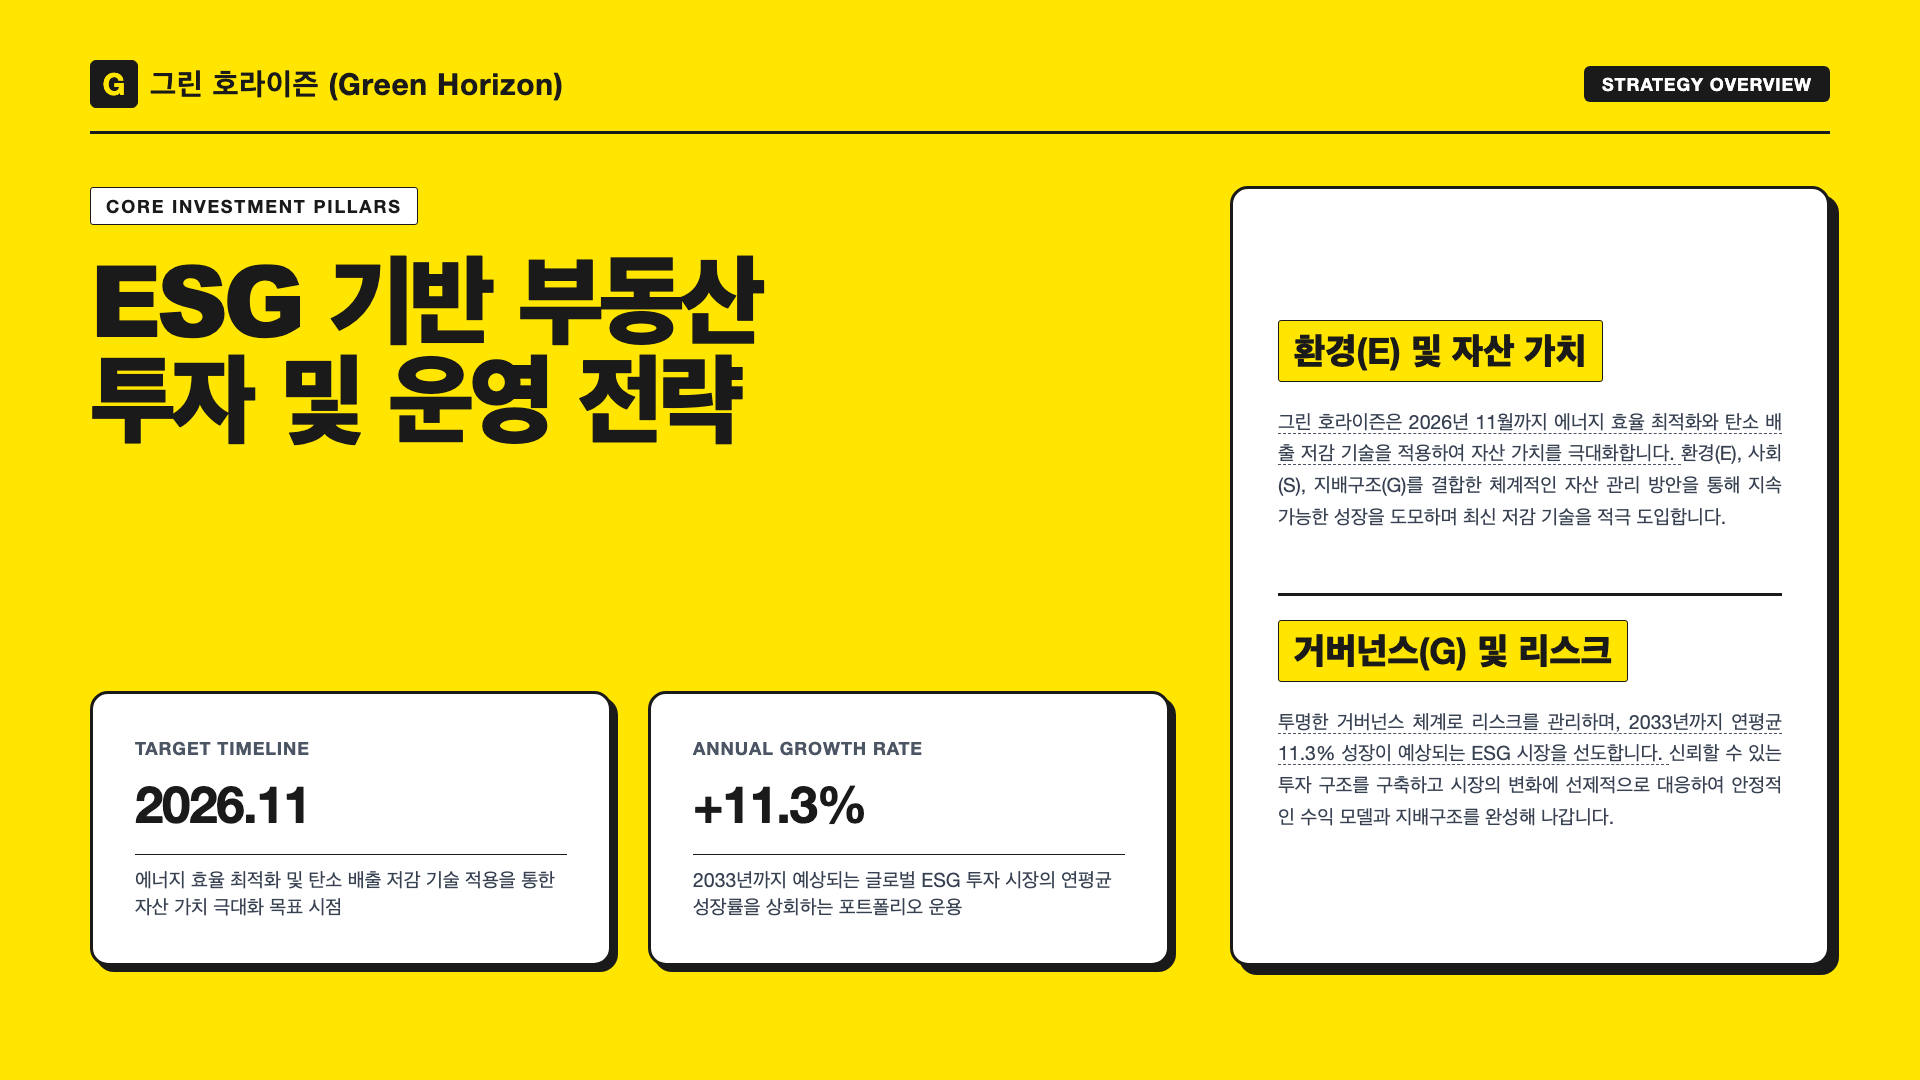 G 그린 호라이즌 (Green Horizon)
STRATEGY OVERVIEW
CORE INVESTMENT PILLARS
ESG 기반 부동산
투자 및 운영 전략
TARGET TIMELINE
2026.11
에너지 효율 최적화 및 탄소 배출 저감 기술 적용을 통한
자산 가치 극대화 목표 시점
ANNUAL GROWTH RATE
+11.3%
2033년까지 예상되는 글로벌 ESG 투자 시장의 연평균
성장률을 상회하는 포트폴리오 운용
환경(E) 및 자산 가치
그린 호라이즌은 2026년 11월까지 에너지 효율 최적화와 탄소 배
출 저감 기술을 적용하여 자산 가치를 극대화합니다. 환경(E), 사회
(S), 지배구조(G)를 결합한 체계적인 자산 관리 방안을 통해 지속
가능한 성장을 도모하며 최신 저감 기술을 적극 도입합니다.
거버넌스(G) 및 리스크
투명한 거버넌스 체계로 리스크를 관리하며, 2033년까지 연평균
11.3% 성장이 예상되는 ESG 시장을 선도합니다. 신뢰할 수 있는
투자 구조를 구축하고 시장의 변화에 선제적으로 대응하여 안정적
인 수익 모델과 지배구조를 완성해 나갑니다.